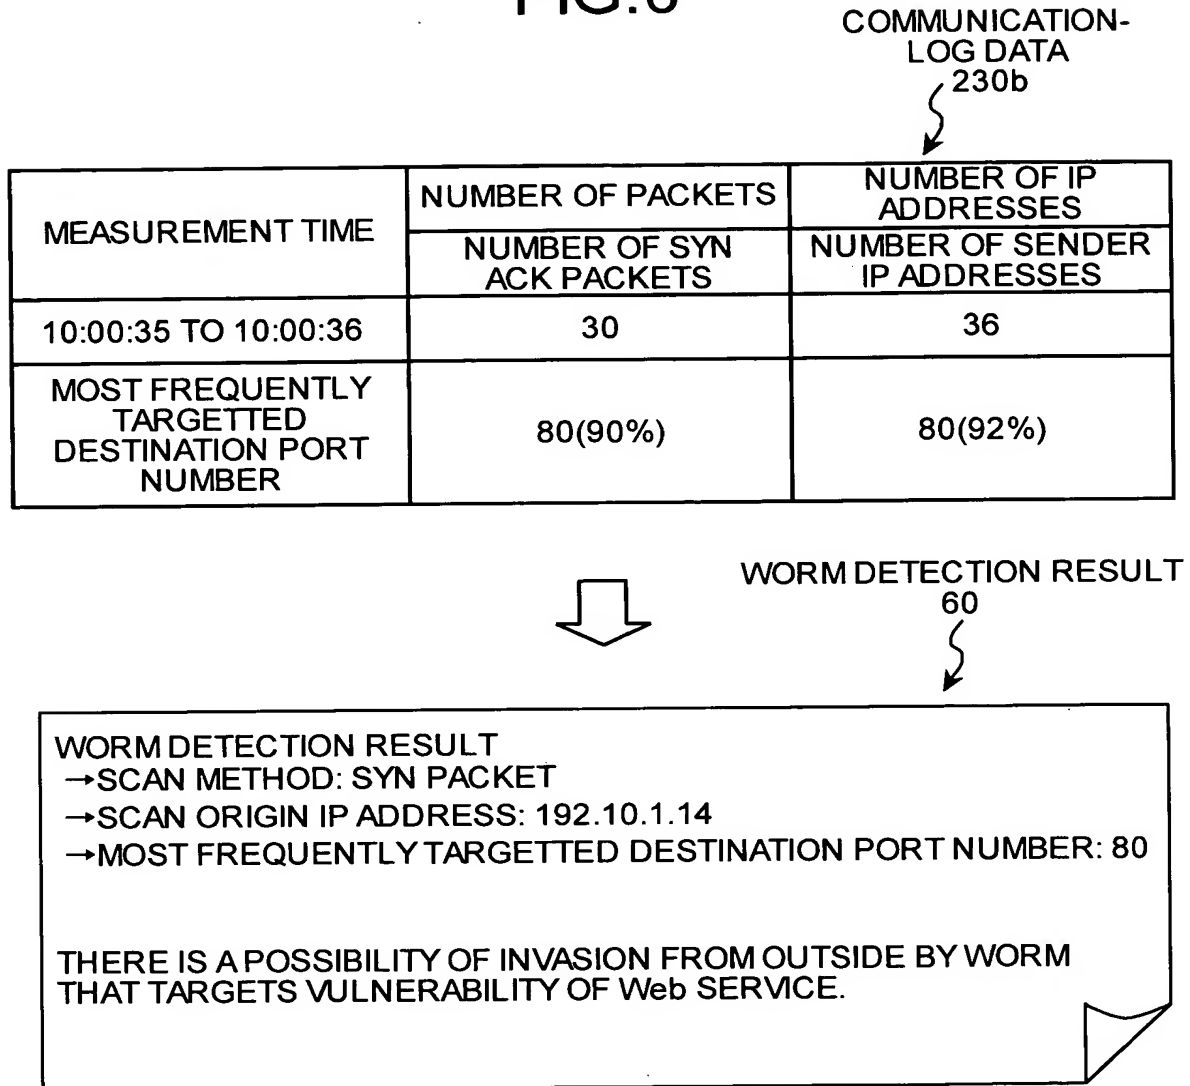 COMMUNICATION-
LOG DATA
230b
MEASUREMENT TIME
NUMBER OF PACKETS
NUMBER OF IP
ADDRESSES
NUMBER OF SYN
ACK PACKETS
NUMBER OF SENDER
IP ADDRESSES
10:00:35 TO 10:00:36
30
36
MOST FREQUENTLY
TARGETTED
DESTINATION PORT
NUMBER
80(90%)
80(92%)
WORM DETECTION RESULT
60
WORM DETECTION RESULT
→SCAN METHOD: SYN PACKET
→SCAN ORIGIN IP ADDRESS: 192.10.1.14
→MOST FREQUENTLY TARGETTED DESTINATION PORT NUMBER: 80
THERE IS A POSSIBILITY OF INVASION FROM OUTSIDE BY WORM
THAT TARGETS VULNERABILITY OF Web SERVICE.